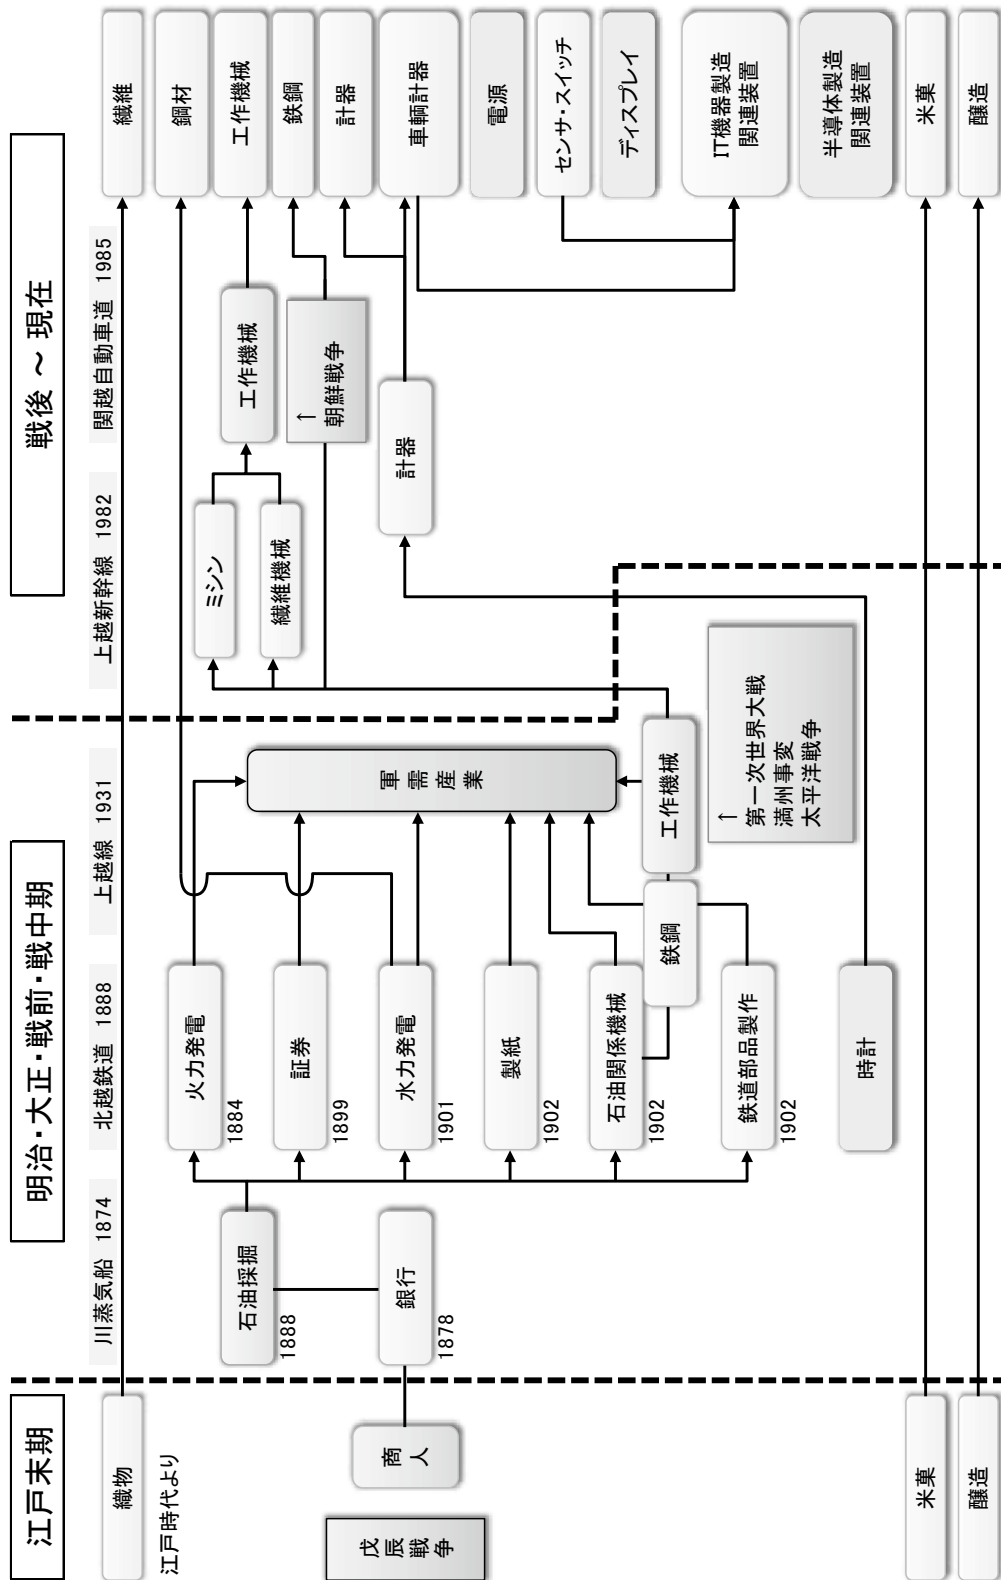 江戸末期
明治・大正・戦前・戦中期
戦後 ～ 現在
川蒸気船 1874
北越鉄道 1888
上越線 1931
上越新幹線 1982
関越自動車道 1985
織物
江戸時代より
戊辰戦争
商人
米菓
醸造
石油採掘
1888
銀行
1878
火力発電
1884
証券
1899
水力発電
1901
製紙
1902
石油関係機械
1902
鉄道部品製作
1902
時計
鉄鋼
工作機械
軍需産業
↑
第一次世界大戦
満州事変
太平洋戦争
ミシン
繊維機械
工作機械
↑
朝鮮戦争
計器
繊維
鋼材
工作機械
鉄鋼
計器
車輌計器
電源
センサ・スイッチ
ディスプレイ
IT機器製造
関連装置
半導体製造
関連装置
米菓
醸造